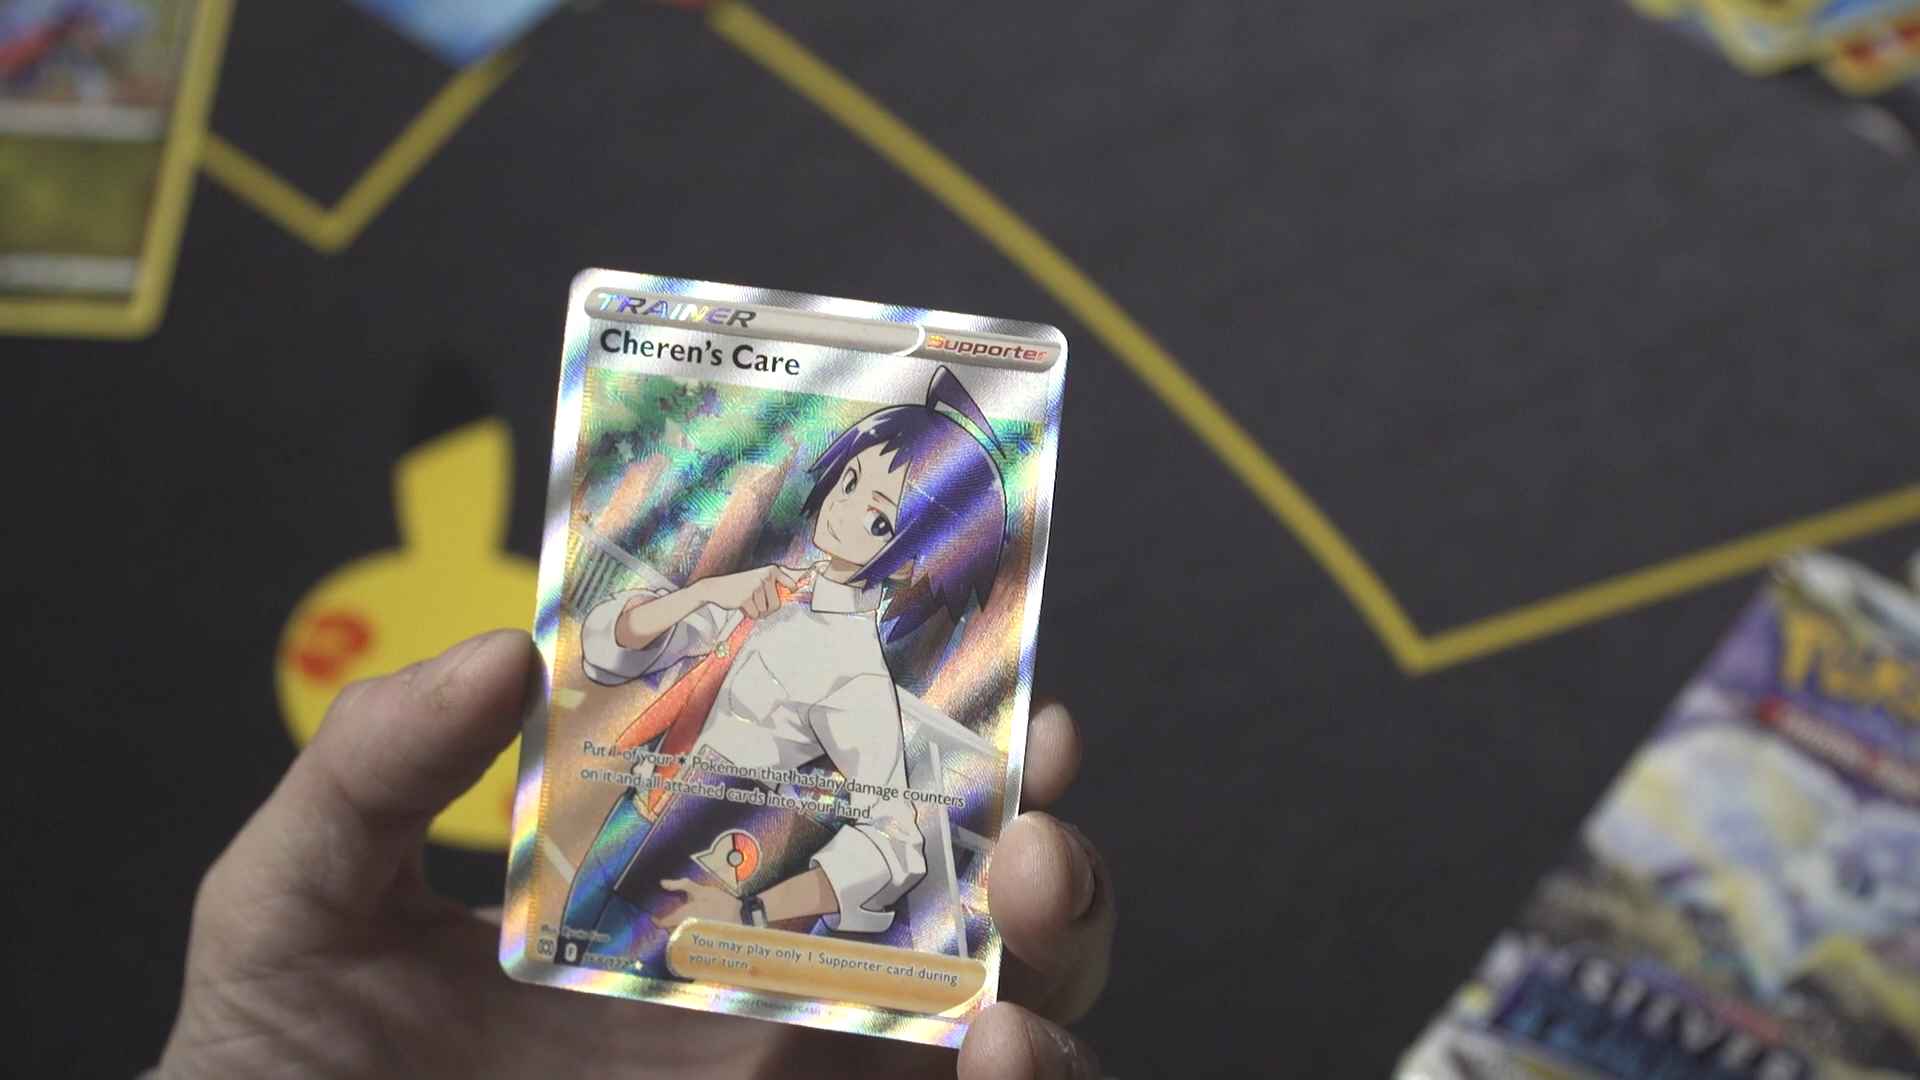 TRAINER
Supporter
Cheren's Care
Put 1 of your Pokémon that has any damage counters
on it and all attached cards into your hand.
You may play only 1 Supporter card during
your turn.
SILVER